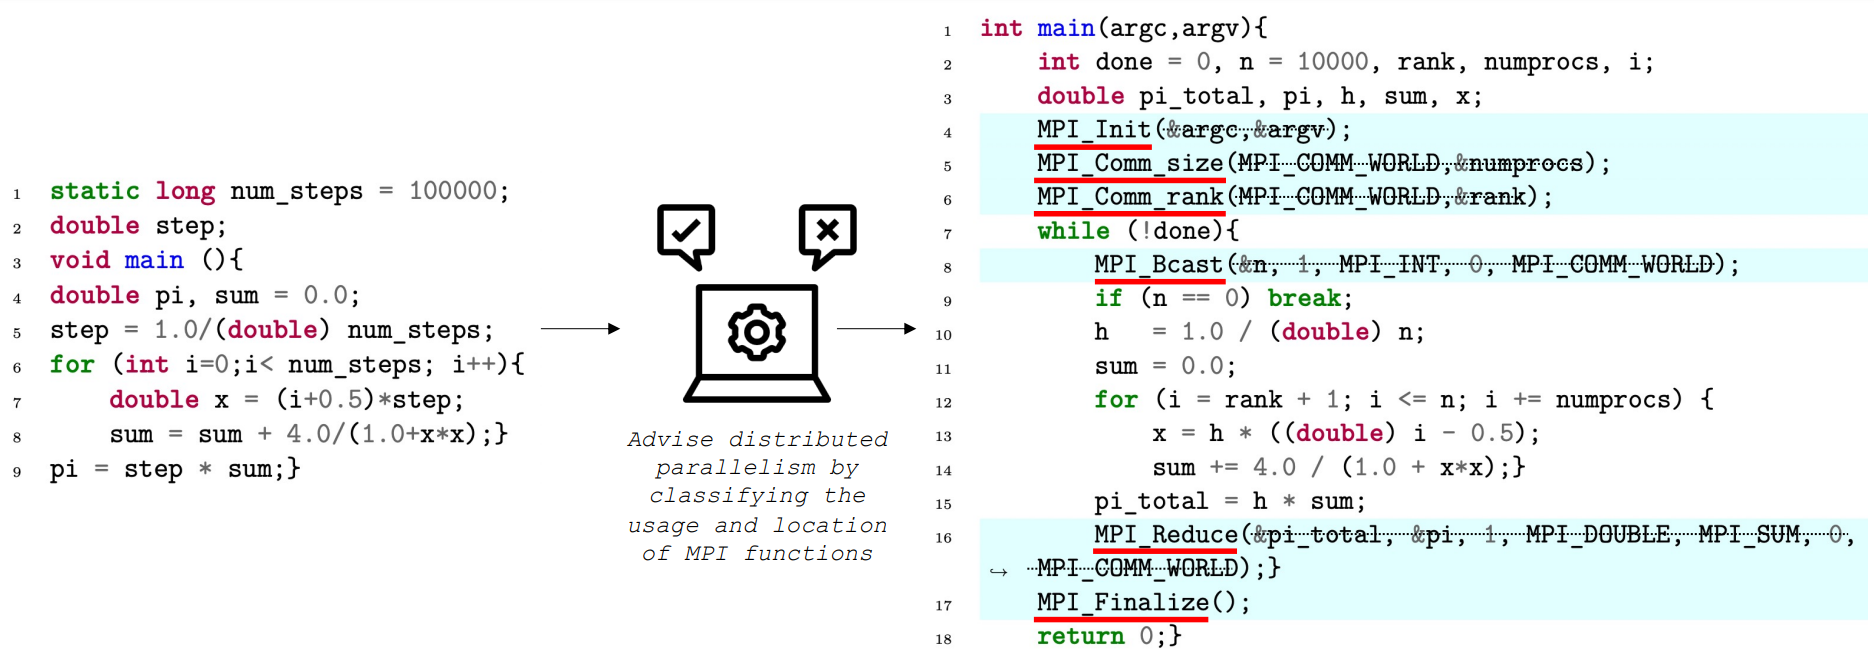 1 static long num_steps = 100000;
2 double step;
3 void main (){
4 double pi, sum = 0.0;
5 step = 1.0/(double) num_steps;
6 for (int i=0;i< num_steps; i++){
7 double x = (i+0.5)*step;
8 sum = sum + 4.0/(1.0+x*x);}
9 pi = step * sum;}
Advise distributed
parallelism by
classifying the
usage and location
of MPI functions
1 int main(argc,argv){
2 int done = 0, n = 10000, rank, numprocs, i;
3 double pi_total, pi, h, sum, x;
4 MPI_Init(&argc,&argv);
5 MPI_Comm_size(MPI_COMM_WORLD,&numprocs);
6 MPI_Comm_rank(MPI_COMM_WORLD,&rank);
7 while (!done){
8 MPI_Bcast(&n, 1, MPI_INT, 0, MPI_COMM_WORLD);
9 if (n == 0) break;
10 h = 1.0 / (double) n;
11 sum = 0.0;
12 for (i = rank + 1; i <= n; i += numprocs) {
13 x = h * ((double) i - 0.5);
14 sum += 4.0 / (1.0 + x*x);}
15 pi_total = h * sum;
16 MPI_Reduce(&pi_total, &pi, 1, MPI_DOUBLE, MPI_SUM, 0,
↪ MPI_COMM_WORLD);}
17 MPI_Finalize();
18 return 0;}